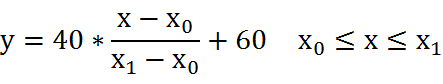 y = 40 * (x − x₀)/(x₁ − x₀) + 60    x₀ ≤ x ≤ x₁